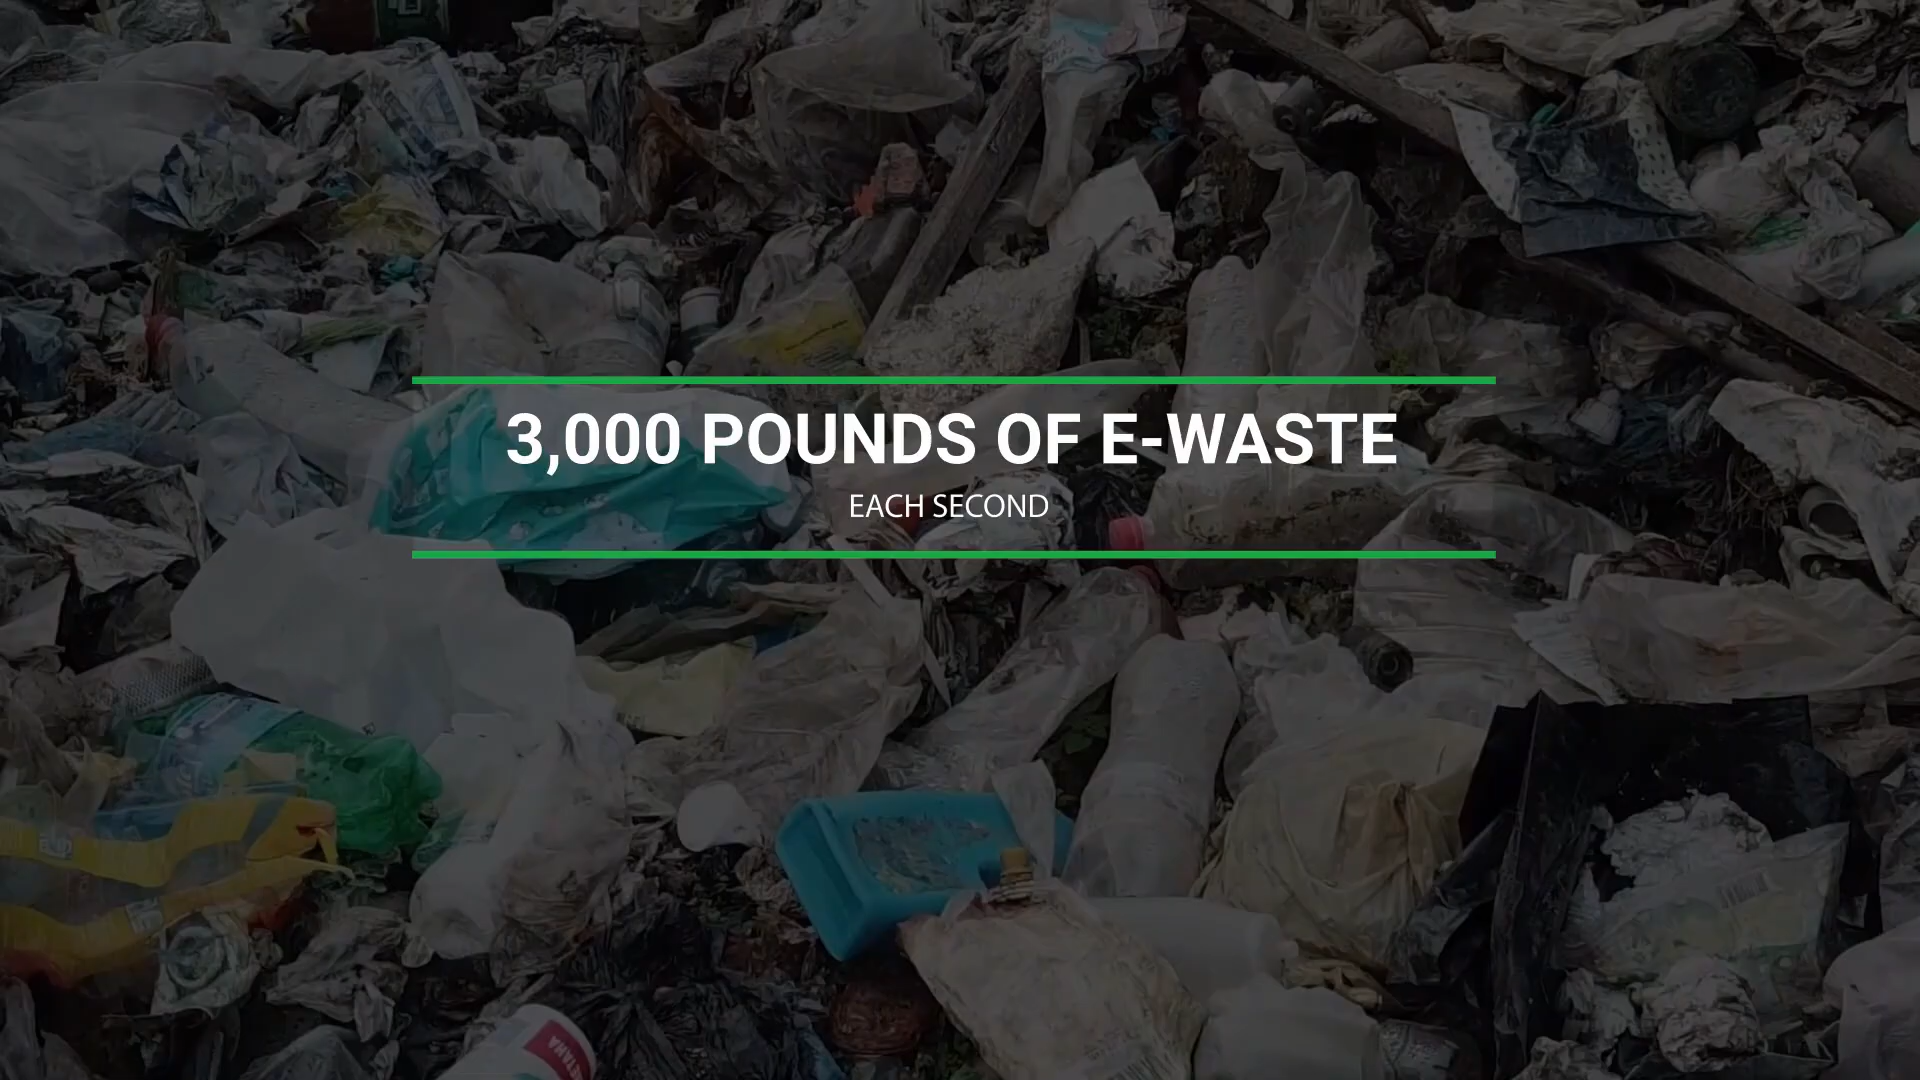 3,000 POUNDS OF E-WASTE
EACH SECOND